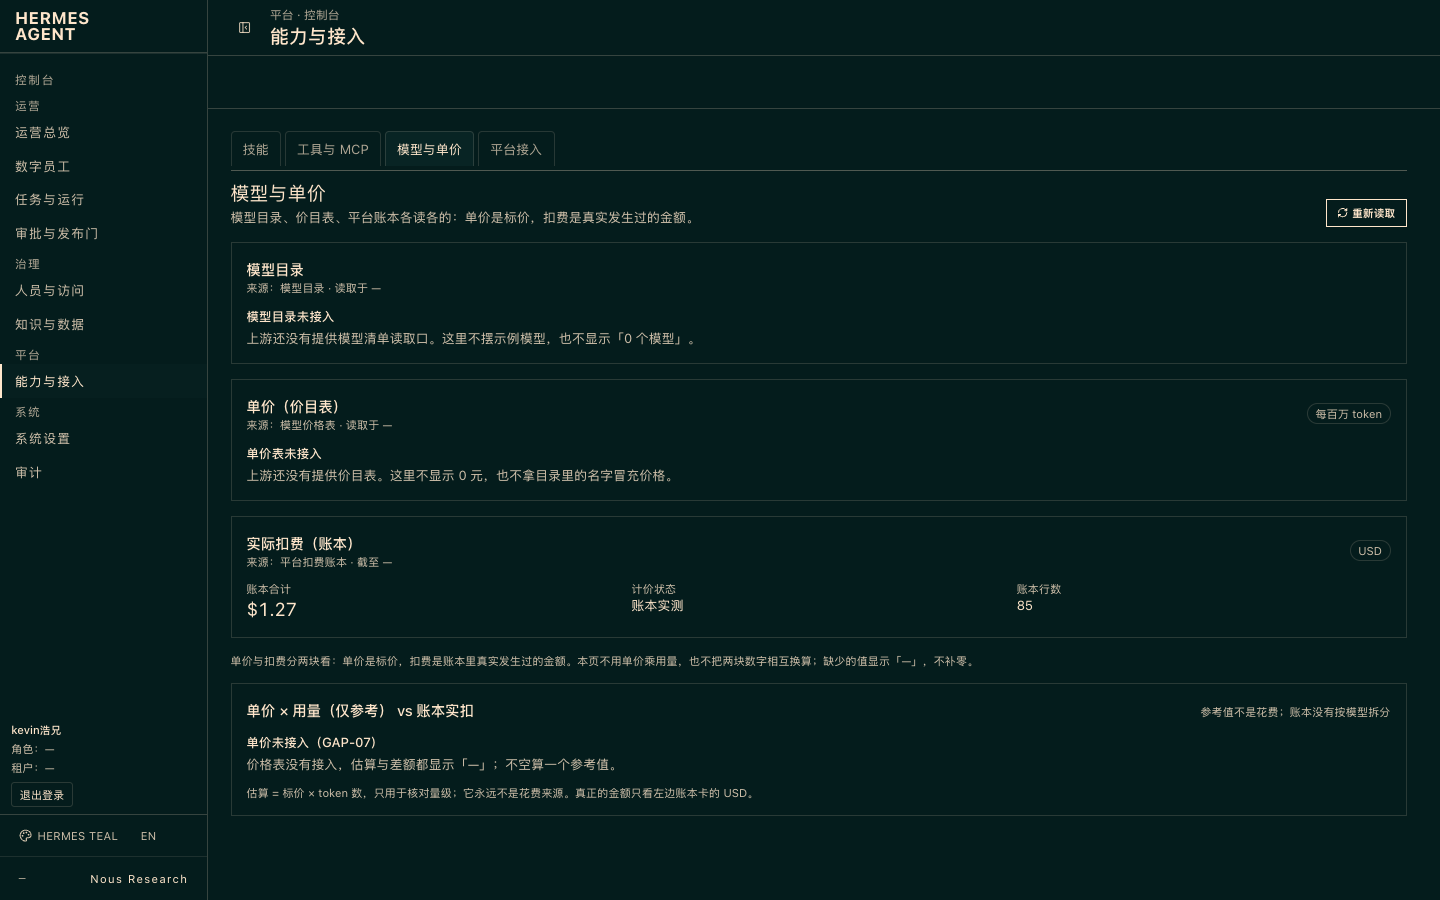 HERMES
AGENT
控制台
运营
运营总览
数字员工
任务与运行
审批与发布门
治理
人员与访问
知识与数据
平台
能力与接入
系统
系统设置
审计
kevin浩兄
角色：—
租户：—
退出登录
HERMES TEAL EN
— Nous Research
平台 · 控制台
能力与接入
技能 工具与 MCP 模型与单价 平台接入
模型与单价
模型目录、价目表、平台账本各读各的：单价是标价，扣费是真实发生过的金额。
重新读取
模型目录
来源：模型目录 · 读取于 —
模型目录未接入
上游还没有提供模型清单读取口。这里不摆示例模型，也不显示「0 个模型」。
单价（价目表）
来源：模型价格表 · 读取于 —
每百万 token
单价表未接入
上游还没有提供价目表。这里不显示 0 元，也不拿目录里的名字冒充价格。
实际扣费（账本）
来源：平台扣费账本 · 截至 —
USD
账本合计 计价状态 账本行数
$1.27 账本实测 85
单价与扣费分两块看：单价是标价，扣费是账本里真实发生过的金额。本页不用单价乘用量，也不把两块数字相互换算；缺少的值显示「—」，不补零。
单价 × 用量（仅参考） vs 账本实扣
参考值不是花费；账本没有按模型拆分
单价未接入（GAP-07）
价格表没有接入，估算与差额都显示「—」；不空算一个参考值。
估算 = 标价 × token 数，只用于核对量级；它永远不是花费来源。真正的金额只看左边账本卡的 USD。